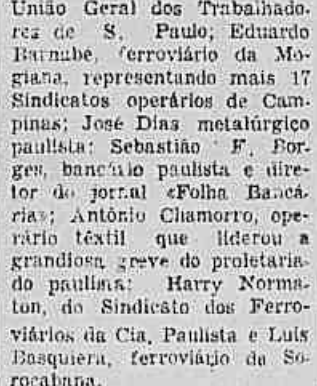 União Geral dos Trabalhado-
res de S. Paulo; Eduardo
Barnabé, ferroviário da Mo-
giana, representando mais 17
Sindicatos operários de Cam-
pinas; José Dias metalúrgico
paulista; Sebastião F. Bor-
ges, bancário paulista e dire-
tor do jornal «Folha Bancá-
ria»; Antônio Chamorro, ope-
rário têxtil que liderou a
grandiosa greve do proletaria-
do paulista; Harry Norma-
ton, do Sindicato dos Ferro-
viários da Cia. Paulista e Luis
Basquiera, ferroviário da So-
rocabana.